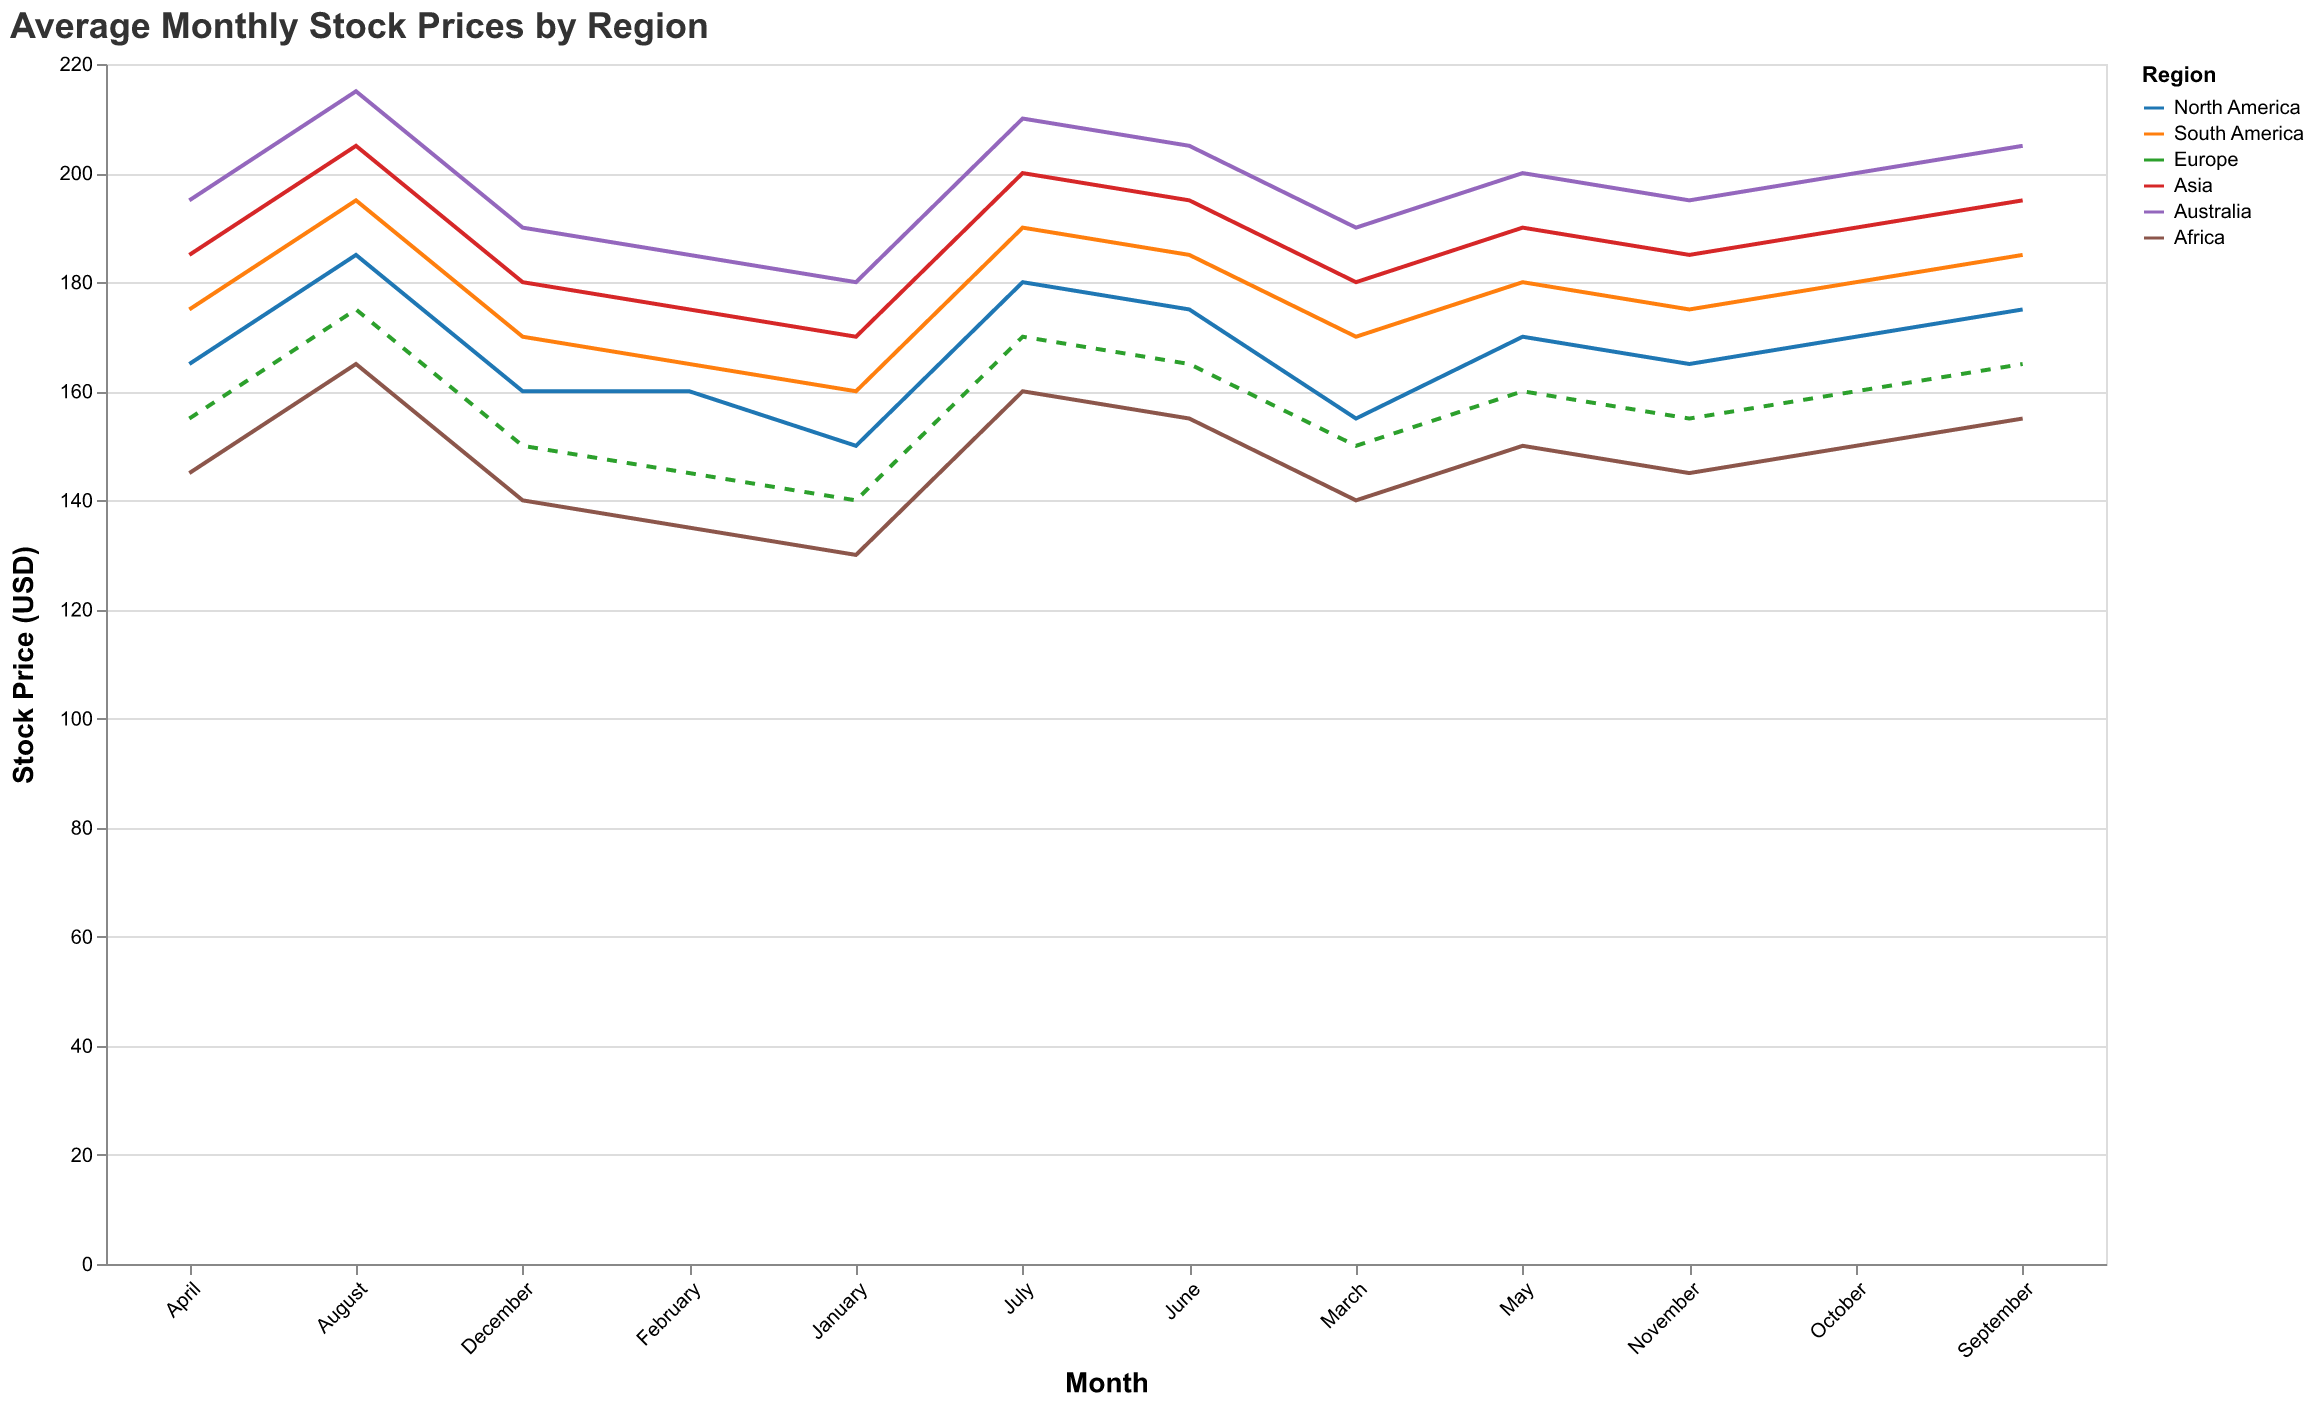 Average Monthly Stock Prices by Region
220
200
180
160
140
120
100
80
60
40
20
0
Stock Price (USD)
April
August
December
February
January
July
June
March
May
November
October
September
Month
Region
North America
South America
Europe
Asia
Australia
Africa